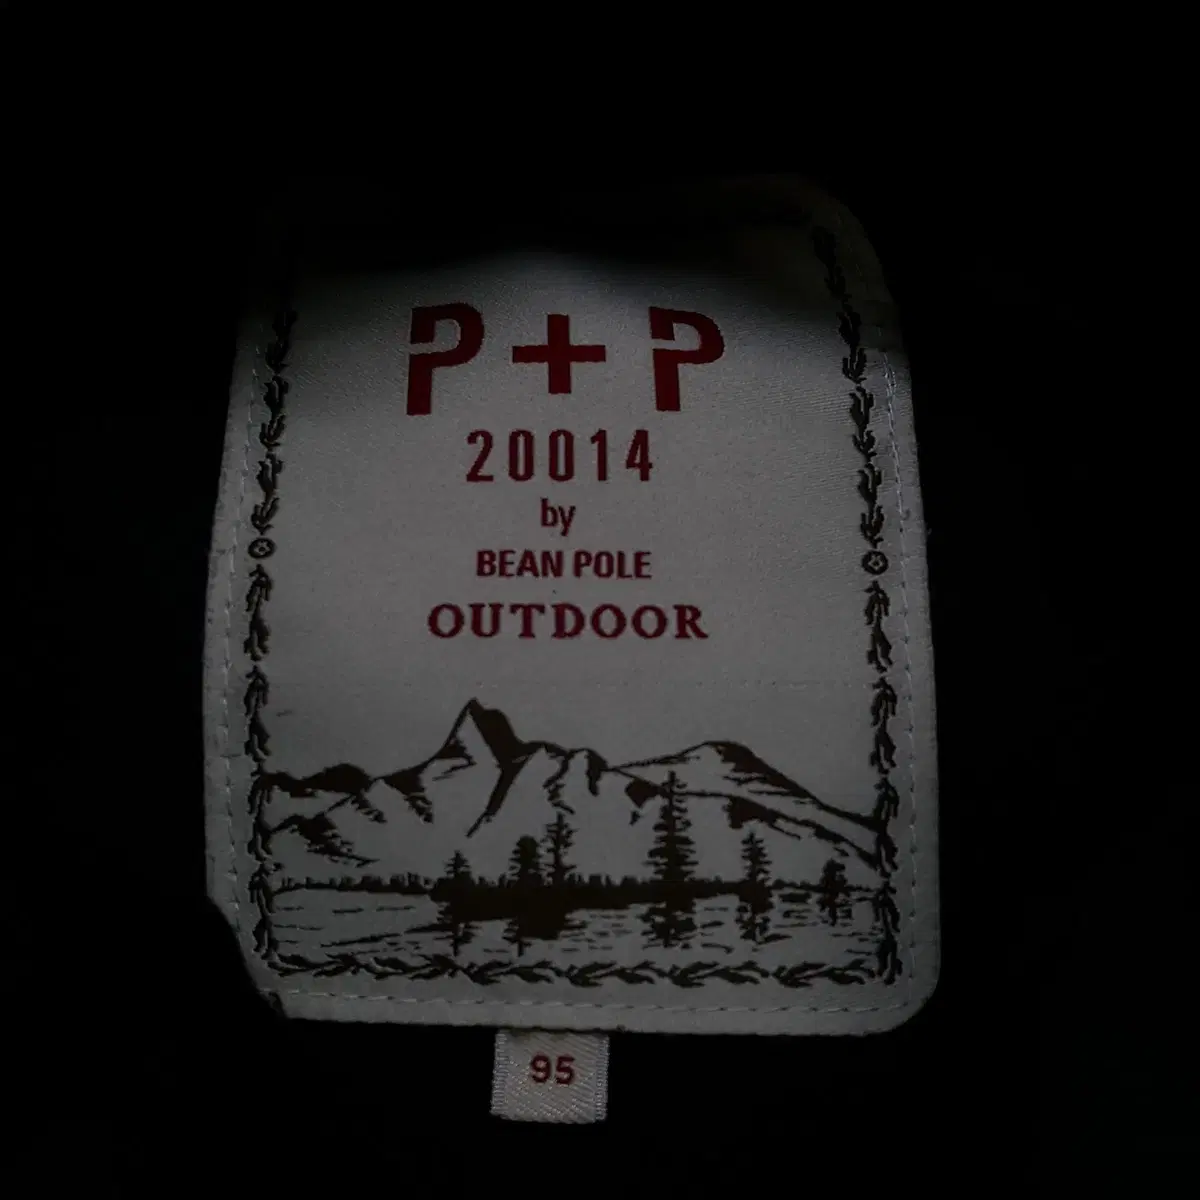 P+P
20014
by
BEAN POLE
OUTDOOR
95